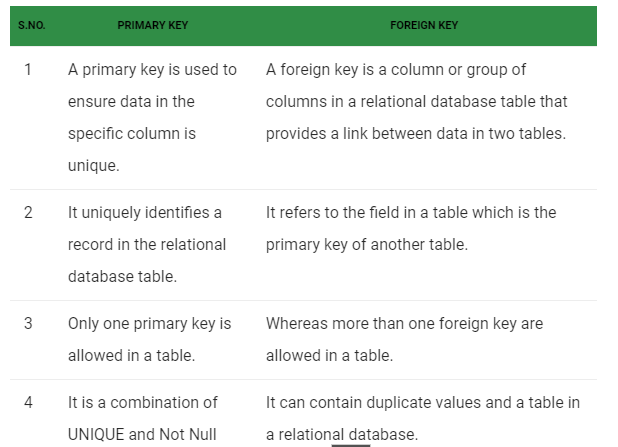 S.NO. PRIMARY KEY FOREIGN KEY
1 A primary key is used to A foreign key is a column or group of
ensure data in the columns in a relational database table that
specific column is provides a link between data in two tables.
unique.
2 It uniquely identifies a It refers to the field in a table which is the
record in the relational primary key of another table.
database table.
3 Only one primary key is Whereas more than one foreign key are
allowed in a table. allowed in a table.
4 It is a combination of It can contain duplicate values and a table in
UNIQUE and Not Null a relational database.